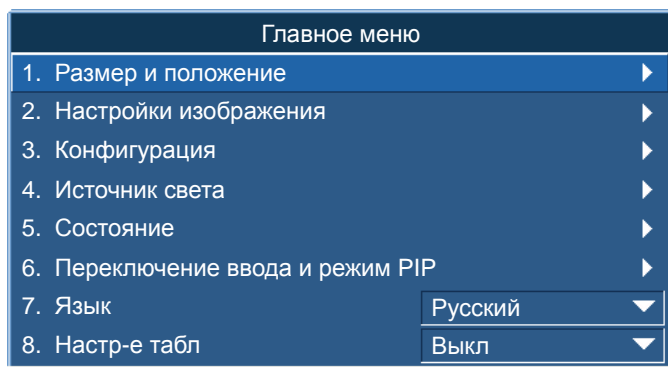 Главное меню
1. Размер и положение
2. Настройки изображения
3. Конфигурация
4. Источник света
5. Состояние
6. Переключение ввода и режим PIP
7. Язык Русский
8. Настр-е табл Выкл